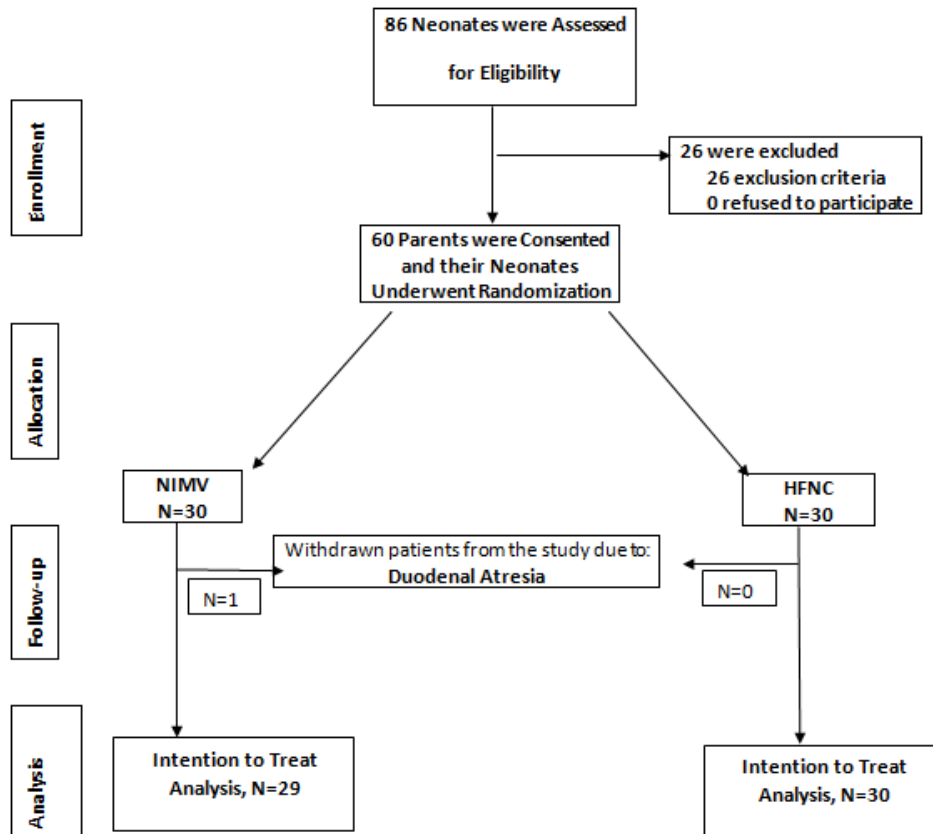 86 Neonates were Assessed
for Eligibility
Enrollment
26 were excluded
26 exclusion criteria
0 refused to participate
60 Parents were Consented
and their Neonates
Underwent Randomization
Allocation
NIMV
N=30
HFNC
N=30
Follow-up
Withdrawn patients from the study due to:
Duodenal Atresia
N=1
N=0
Analysis
Intention to Treat
Analysis, N=29
Intention to Treat
Analysis, N=30